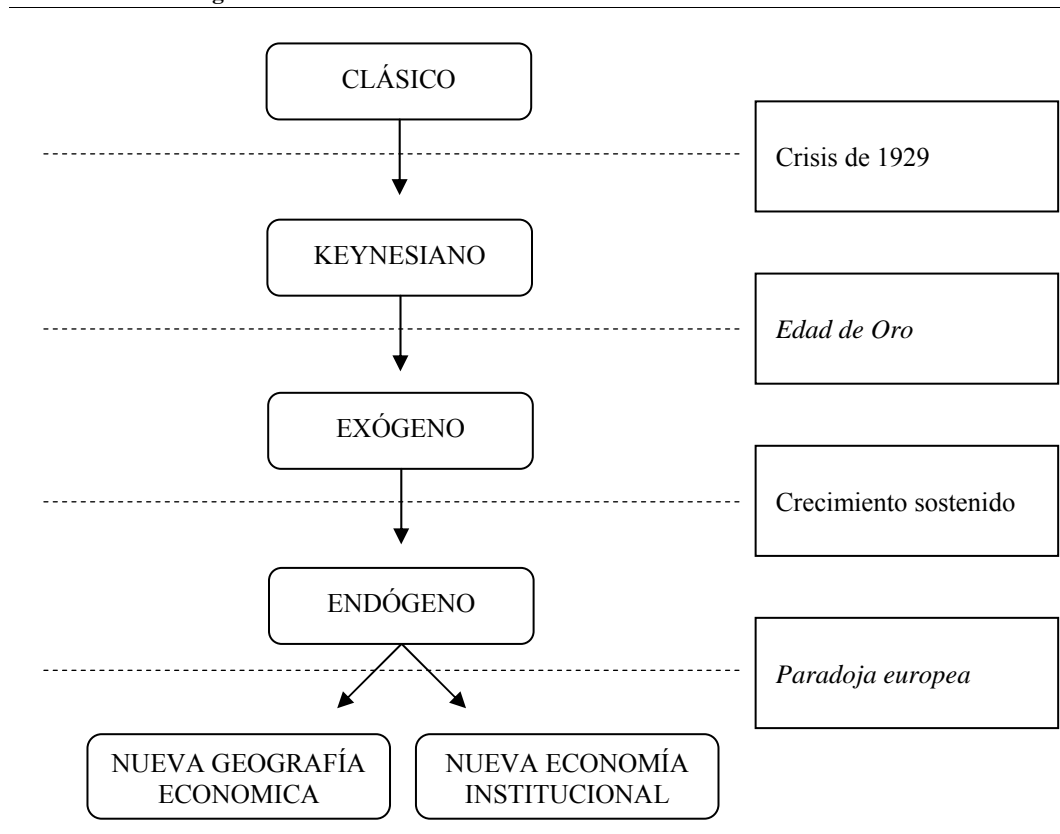 CLÁSICO
Crisis de 1929
KEYNESIANO
Edad de Oro
EXÓGENO
Crecimiento sostenido
ENDÓGENO
Paradoja europea
NUEVA GEOGRAFÍA
ECONOMICA
NUEVA ECONOMÍA
INSTITUCIONAL